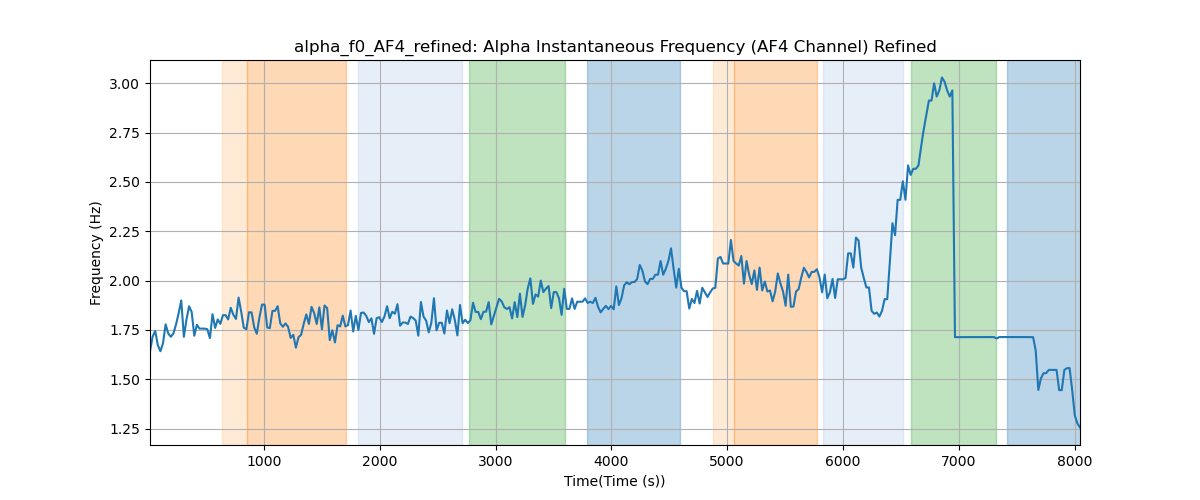 alpha_f0_AF4_refined: Alpha Instantaneous Frequency (AF4 Channel) Refined
3.00
2.75
2.50
2.25
2.00
1.75
1.50
1.25
Frequency (Hz)
1000 2000 3000 4000 5000 6000 7000 8000
Time(Time (s))